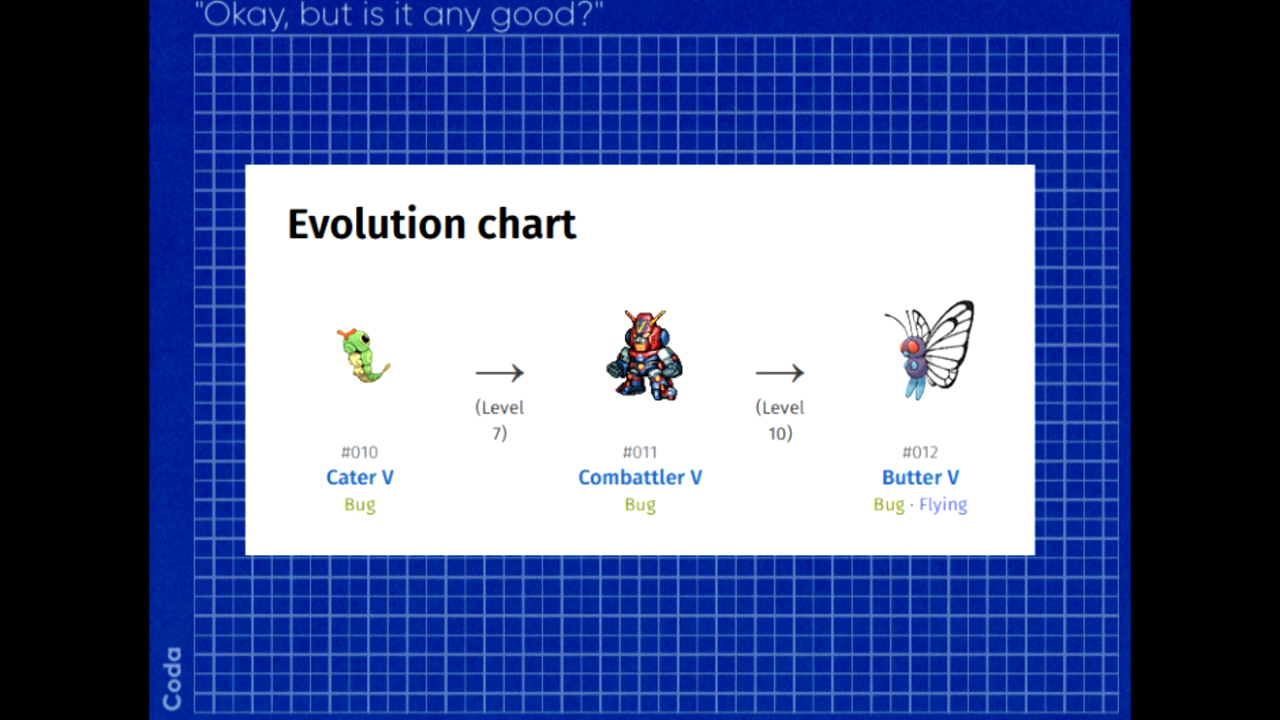 "Okay, but is it any good?"
Evolution chart
→
(Level
7)
→
(Level
10)
#010
Cater V
Bug
#011
Combattler V
Bug
#012
Butter V
Bug · Flying
Coda